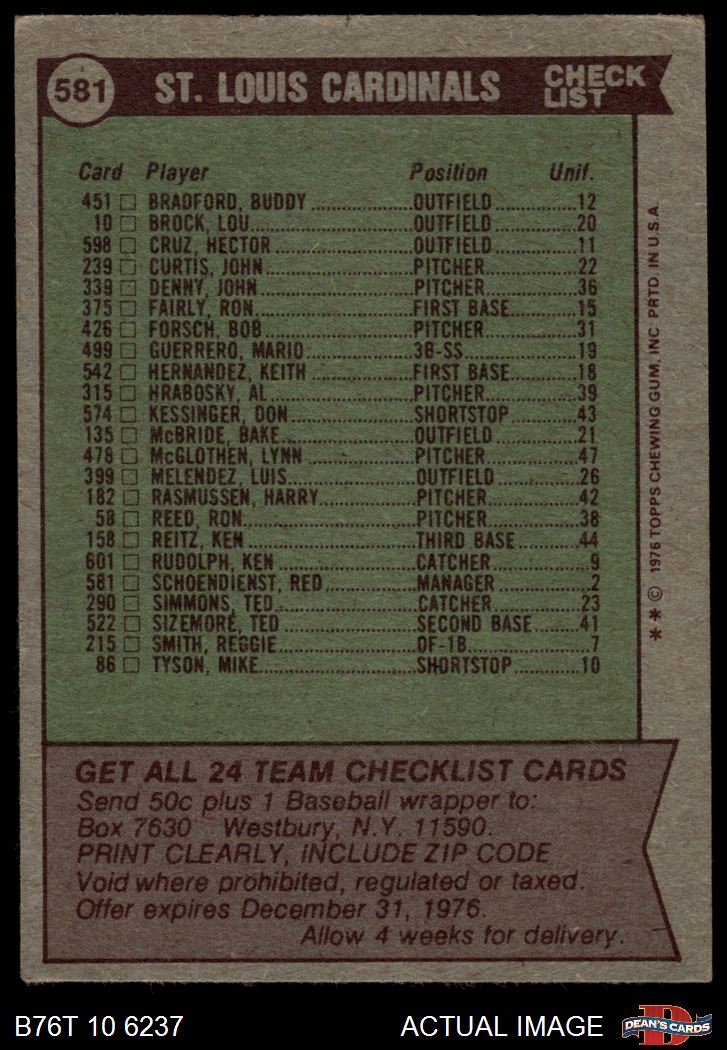 581 ST. LOUIS CARDINALS CHECK LIST
Card Player Position Unif.
451 □ BRADFORD, BUDDY ... OUTFIELD ... 12
10 □ BROCK, LOU ... OUTFIELD ... 20
598 □ CRUZ, HECTOR ... OUTFIELD ... 11
239 □ CURTIS, JOHN ... PITCHER ... 22
339 □ DENNY, JOHN ... PITCHER ... 36
375 □ FAIRLY, RON ... FIRST BASE ... 15
426 □ FORSCH, BOB ... PITCHER ... 31
499 □ GUERRERO, MARIO ... 3B-SS ... 19
542 □ HERNANDEZ, KEITH ... FIRST BASE ... 18
315 □ HRABOSKY, AL ... PITCHER ... 39
574 □ KESSINGER, DON ... SHORTSTOP ... 43
135 □ McBRIDE, BAKE ... OUTFIELD ... 21
478 □ McGLOTHEN, LYNN ... PITCHER ... 47
399 □ MELENDEZ, LUIS ... OUTFIELD ... 26
182 □ RASMUSSEN, HARRY ... PITCHER ... 42
58 □ REED, RON ... PITCHER ... 38
158 □ REITZ, KEN ... THIRD BASE ... 44
601 □ RUDOLPH, KEN ... CATCHER ... 9
581 □ SCHOENDIENST, RED ... MANAGER ... 2
290 □ SIMMONS, TED ... CATCHER ... 23
522 □ SIZEMORE, TED ... SECOND BASE ... 41
215 □ SMITH, REGGIE ... OF-1B ... 7
86 □ TYSON, MIKE ... SHORTSTOP ... 10
** © 1976 TOPPS CHEWING GUM, INC. PRTD. IN U.S.A.
GET ALL 24 TEAM CHECKLIST CARDS
Send 50c plus 1 Baseball wrapper to:
Box 7630 Westbury, N.Y. 11590.
PRINT CLEARLY, INCLUDE ZIP CODE
Void where prohibited, regulated or taxed.
Offer expires December 31, 1976.
Allow 4 weeks for delivery.
B76T 10 6237 ACTUAL IMAGE DEAN'S CARDS